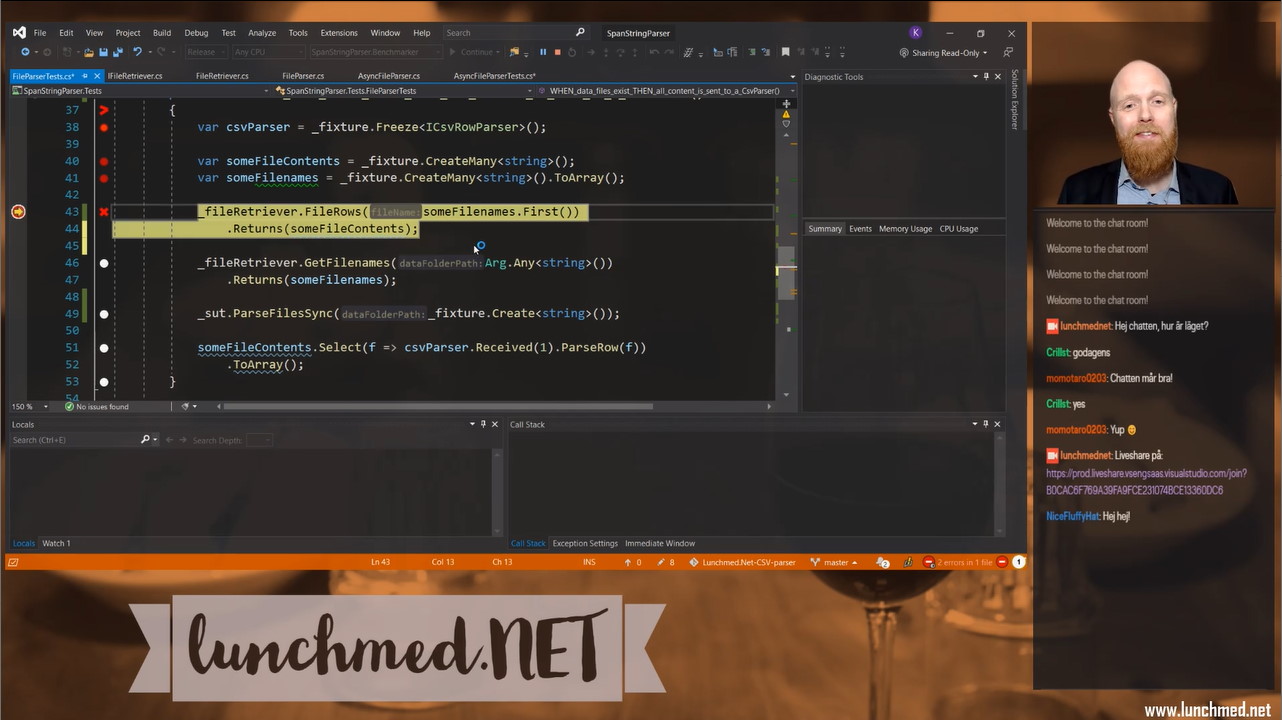 File Edit View Project Build Debug Test Analyze Tools Extensions Window Help Search SpanStringParser K
Release Any CPU SpanStringParser.Benchmarker Continue Sharing Read-Only
FileParserTests.cs* IFileRetriever.cs FileRetriever.cs FileParser.cs AsyncFileParser.cs AsyncFileParserTests.cs*
SpanStringParser.Tests SpanStringParser.Tests.FileParserTests WHEN_data_files_exist_THEN_all_content_is_sent_to_a_CsvParser()
37 {
38 var csvParser = _fixture.Freeze<ICsvRowParser>();
39
40 var someFileContents = _fixture.CreateMany<string>();
41 var someFilenames = _fixture.CreateMany<string>().ToArray();
42
43 _fileRetriever.FileRows(fileName: someFilenames.First())
44 .Returns(someFileContents);
45
46 _fileRetriever.GetFilenames(dataFolderPath: Arg.Any<string>())
47 .Returns(someFilenames);
48
49 _sut.ParseFilesSync(dataFolderPath: _fixture.Create<string>());
50
51 someFileContents.Select(f => csvParser.Received(1).ParseRow(f))
52 .ToArray();
53 }
54
150 % No issues found
Diagnostic Tools
Summary Events Memory Usage CPU Usage
Solution Explorer
Locals
Search (Ctrl+E) Search Depth:
Locals Watch 1
Call Stack
Call Stack Exception Settings Immediate Window
Ln 43 Col 13 Ch 13 INS 0 8 Lunchmed.Net-CSV-parser master 2 2 errors in 1 file 1
Welcome to the chat room!
Welcome to the chat room!
Welcome to the chat room!
Welcome to the chat room!
lunchmednet: Hej chatten, hur är läget?
Crillst: godagens
momotaro0203: Chatten mår bra!
Crillst: yes
momotaro0203: Yup
lunchmednet: Liveshare på:
https://prod.liveshare.vsengsaas.visualstudio.com/join?
B0CAC6F769A39FA9FCE231074BCE13360DC6
NiceFluffyHat: Hej hej!
lunchmed.NET
www.lunchmed.net